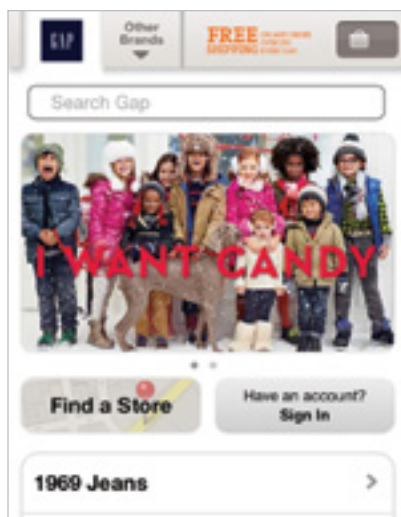 GAP
Other
Brands
FREE
SHIPPING
Search Gap
I WANT CANDY
Find a Store
Have an account?
Sign In
1969 Jeans